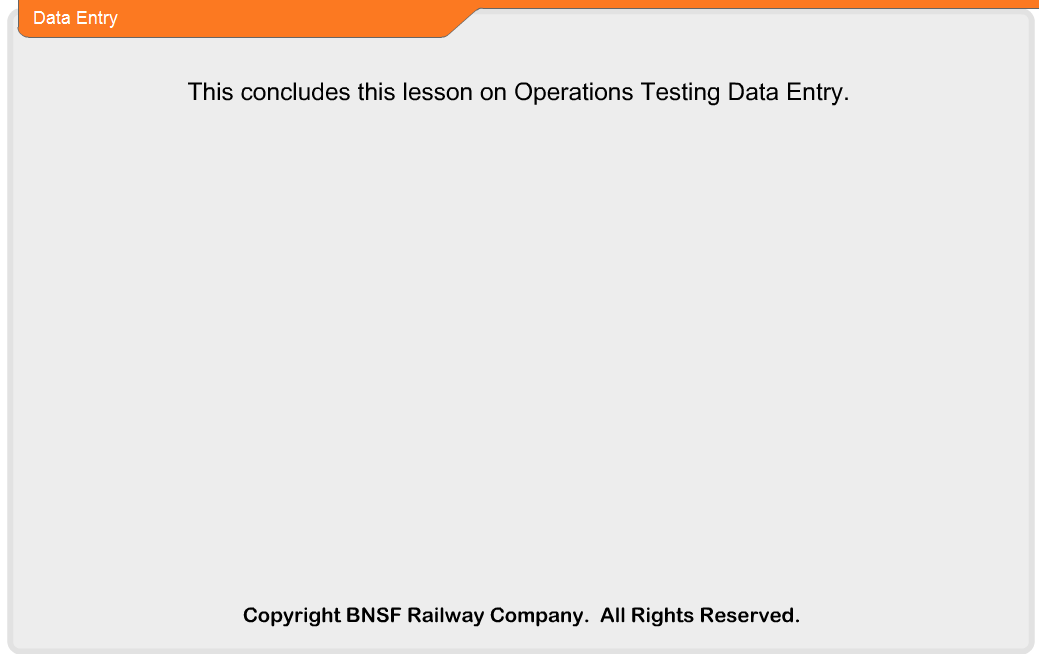 Data Entry
This concludes this lesson on Operations Testing Data Entry.
Copyright BNSF Railway Company.  All Rights Reserved.